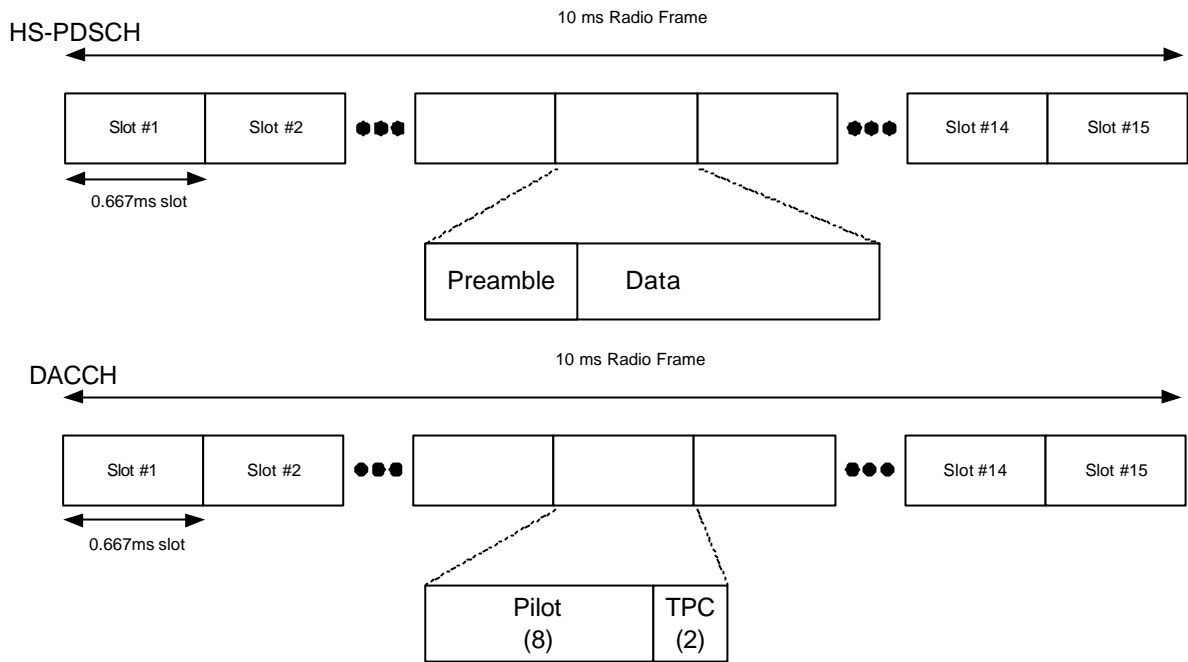 10 ms Radio Frame
HS-PDSCH
Slot #1 Slot #2 Slot #14 Slot #15
0.667ms slot
Preamble Data
10 ms Radio Frame
DACCH
Slot #1 Slot #2 Slot #14 Slot #15
0.667ms slot
Pilot TPC
(8) (2)